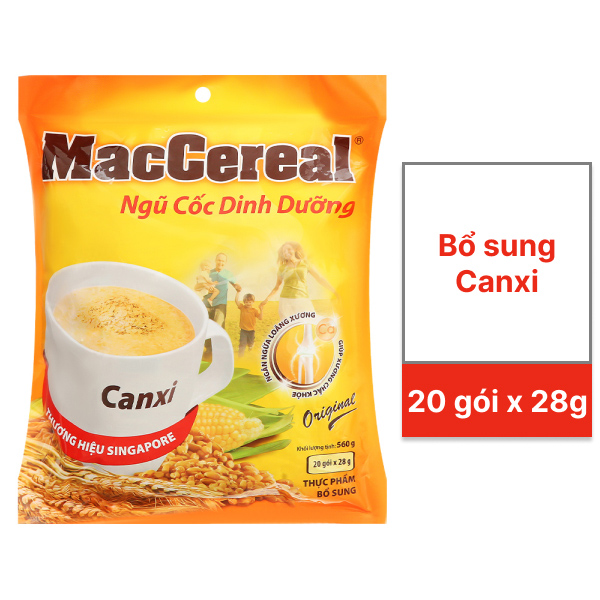 MacCereal®
Ngũ Cốc Dinh Dưỡng
NGĂN NGỪA LOÃNG XƯƠNG
Ca
GIÚP XƯƠNG CHẮC KHỎE
Canxi
THƯƠNG HIỆU SINGAPORE
Original
Khối lượng tịnh: 560 g
20 gói x 28 g
THỰC PHẨM
BỔ SUNG
Bổ sung
Canxi
20 gói x 28g